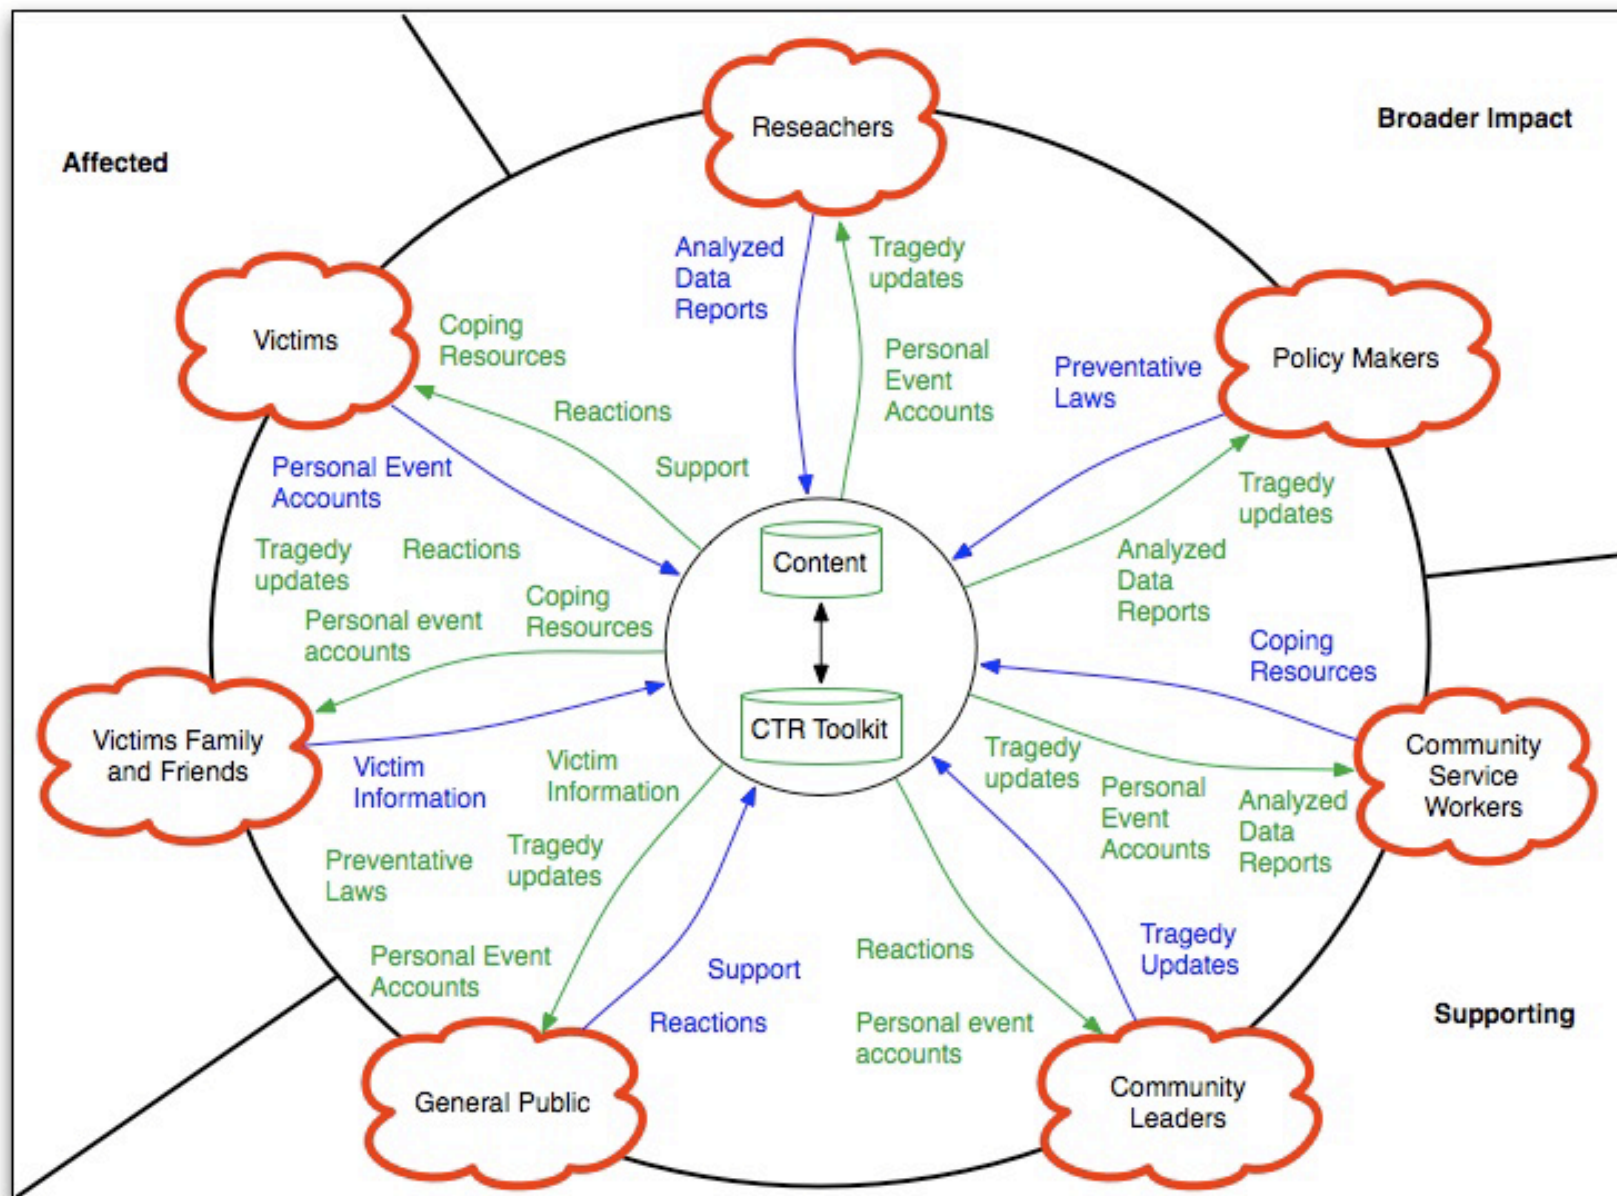 Affected
Broader Impact
Reseachers
Analyzed
Data
Reports
Tragedy
updates
Personal
Event
Accounts
Victims
Coping
Resources
Reactions
Support
Personal Event
Accounts
Policy Makers
Preventative
Laws
Tragedy
updates
Analyzed
Data
Reports
Content
CTR Toolkit
Tragedy
updates
Reactions
Coping
Resources
Personal event
accounts
Victims Family
and Friends
Victim
Information
Coping
Resources
Community
Service
Workers
Tragedy
updates
Personal
Event
Accounts
Analyzed
Data
Reports
Victim
Information
Tragedy
updates
Preventative
Laws
Personal Event
Accounts
Support
Reactions
General Public
Reactions
Personal event
accounts
Tragedy
Updates
Community
Leaders
Supporting